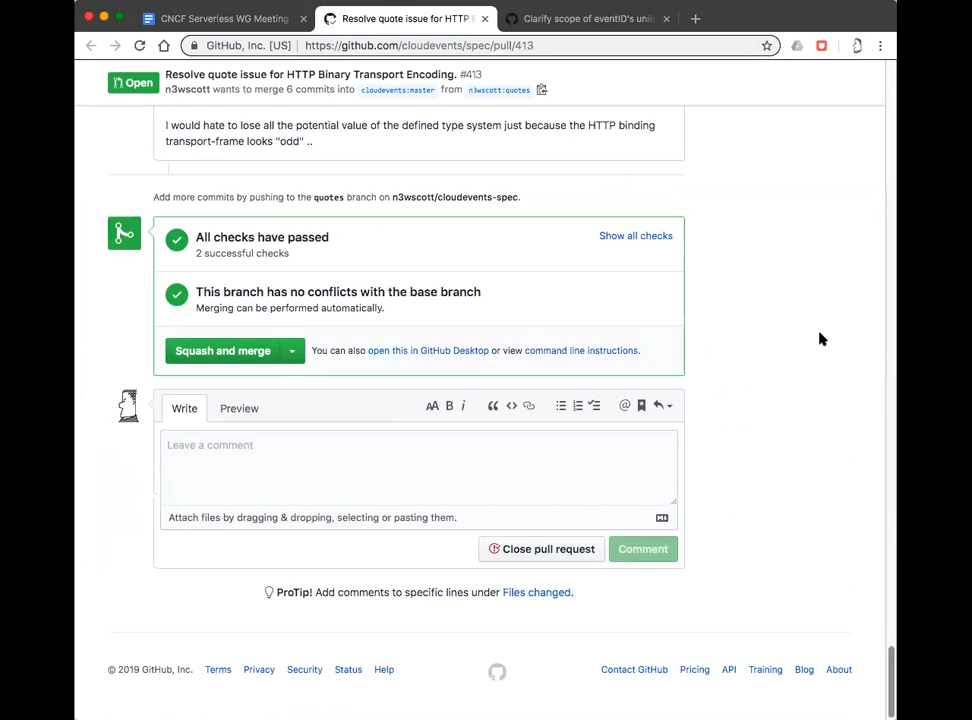 CNCF Serverless WG Meeting
Resolve quote issue for HTTP
Clarify scope of eventID's uni
GitHub, Inc. [US] https://github.com/cloudevents/spec/pull/413
Open
Resolve quote issue for HTTP Binary Transport Encoding. #413
n3wscott wants to merge 6 commits into cloudevents:master from n3wscott:quotes
I would hate to lose all the potential value of the defined type system just because the HTTP binding
transport-frame looks "odd" ..
Add more commits by pushing to the quotes branch on n3wscott/cloudevents-spec.
All checks have passed
Show all checks
2 successful checks
This branch has no conflicts with the base branch
Merging can be performed automatically.
Squash and merge
You can also open this in GitHub Desktop or view command line instructions.
Write
Preview
AA B i
Leave a comment
Attach files by dragging & dropping, selecting or pasting them.
Close pull request
Comment
ProTip! Add comments to specific lines under Files changed.
© 2019 GitHub, Inc. Terms Privacy Security Status Help
Contact GitHub Pricing API Training Blog About